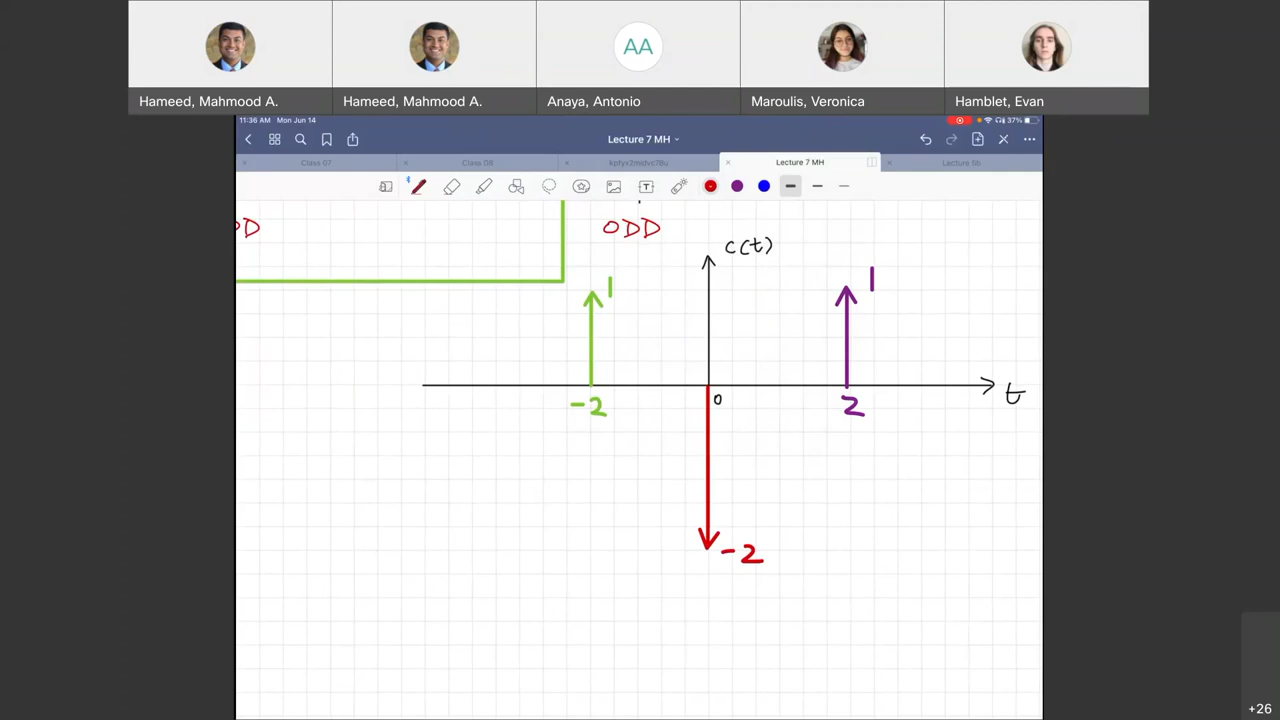 AA
Hameed, Mahmood A.
Hameed, Mahmood A.
Anaya, Antonio
Maroulis, Veronica
Hamblet, Evan
11:36 AM Mon Jun 14
37%
Lecture 7 MH
Class 07
Class 08
Lecture 7 MH
Lecture 5b
T
D
ODD
c(t)
1
1
t
-2
0
2
-2
+26